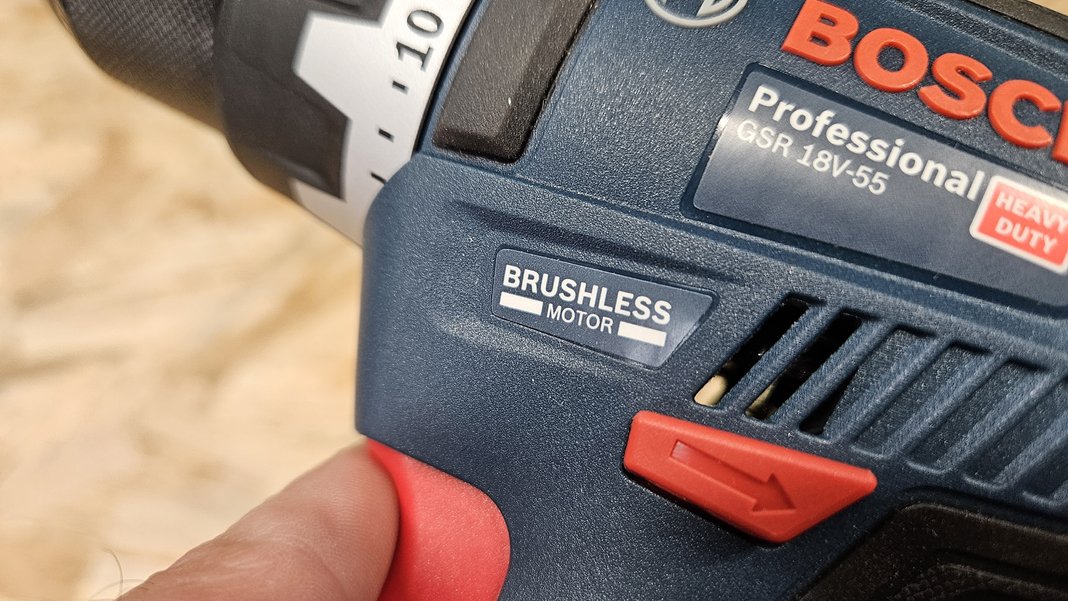 10
BOSC
Professional
GSR 18V-55
HEAVY
DUTY
BRUSHLESS
MOTOR